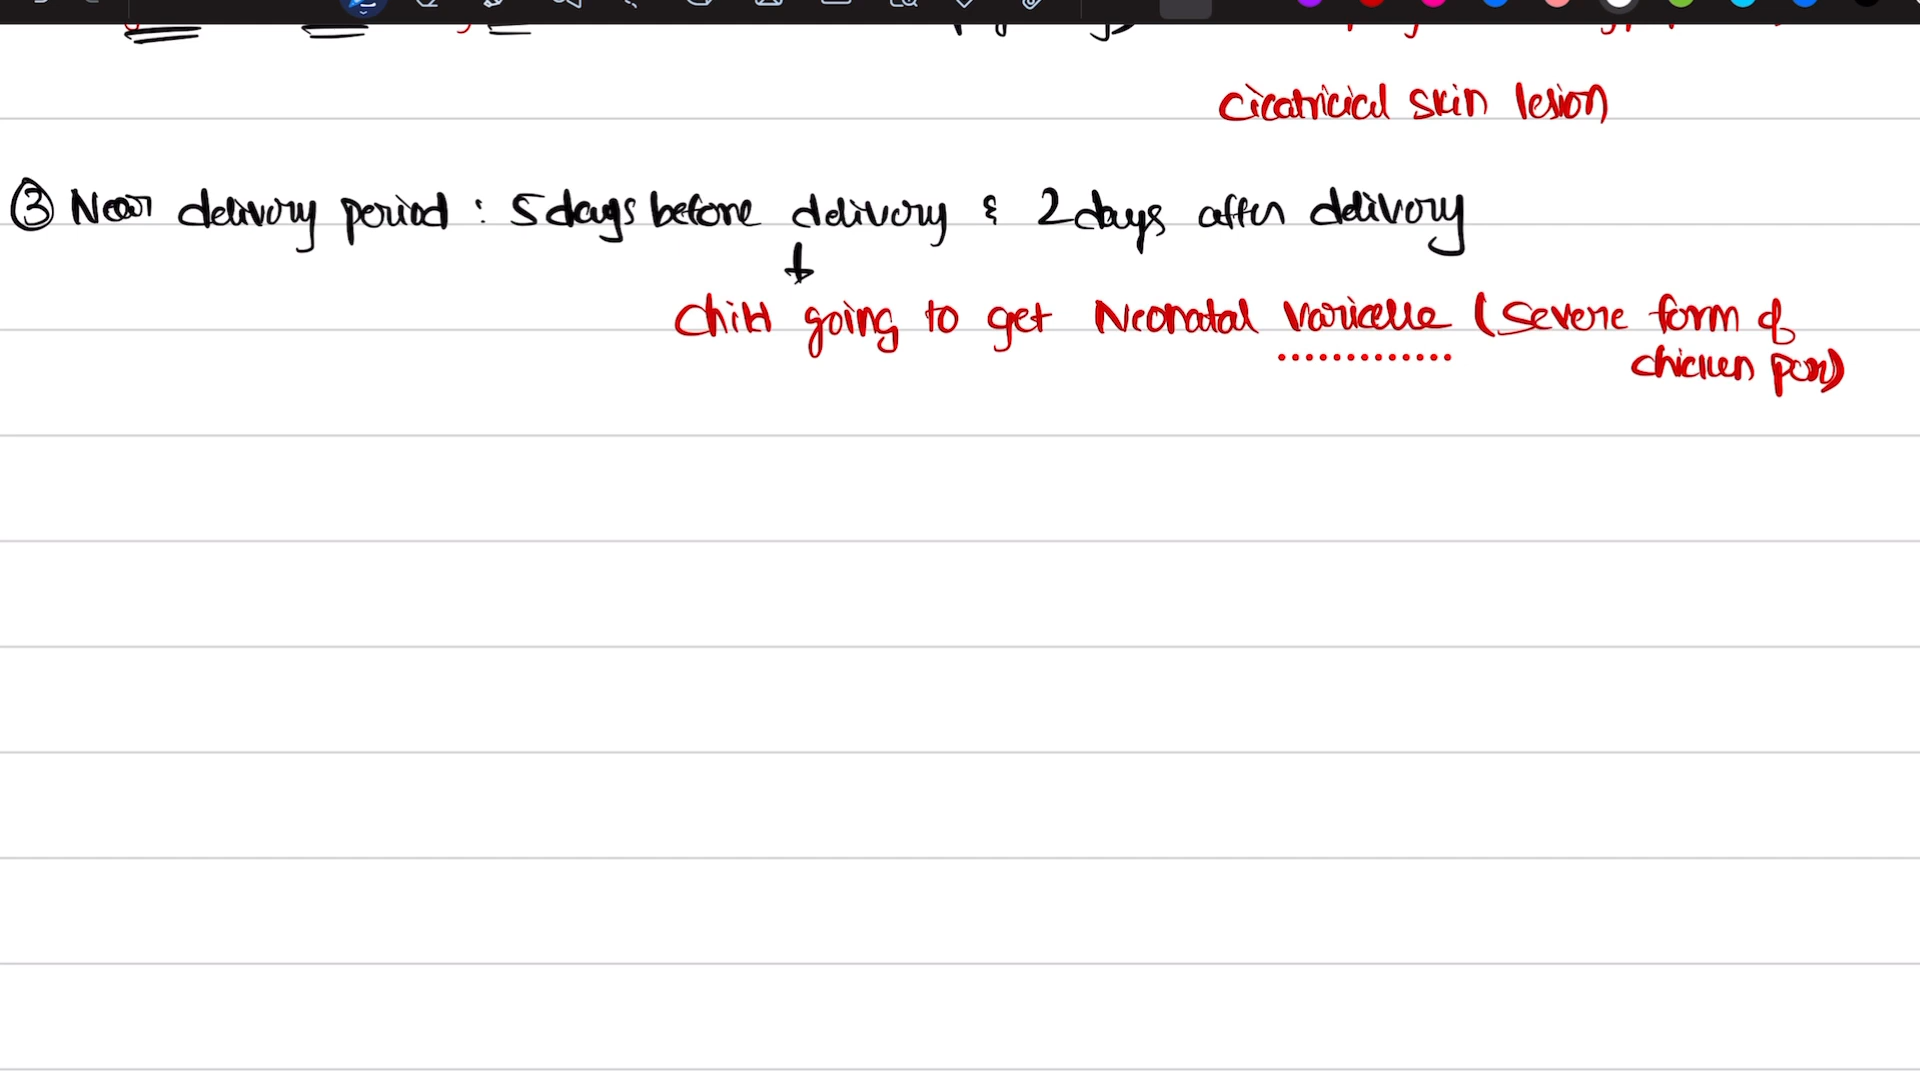 cicatricial skin lesion
③ Near delivery period : 5 days before delivery & 2 days after delivery
↓
Child going to get Neonatal varicella (severe form of
chicken pox)